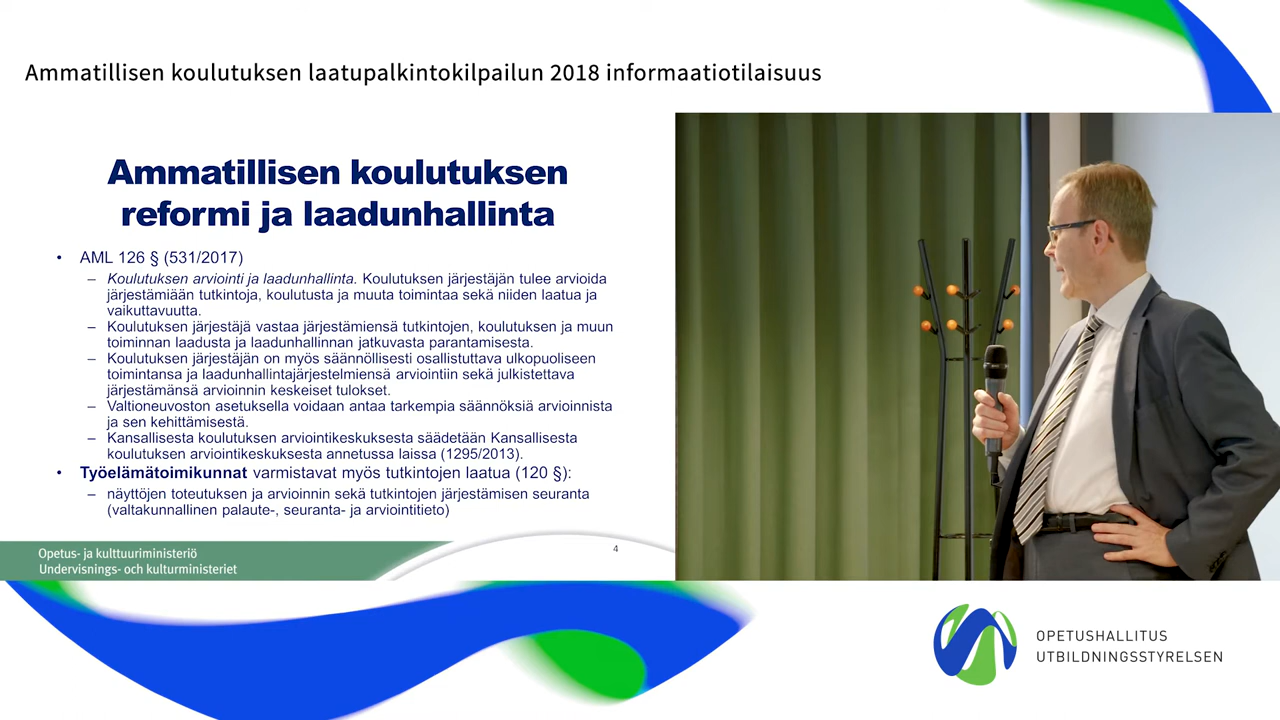 Ammatillisen koulutuksen laatupalkintokilpailun 2018 informaatiotilaisuus
Ammatillisen koulutuksen
reformi ja laadunhallinta
• AML 126 § (531/2017)
– Koulutuksen arviointi ja laadunhallinta. Koulutuksen järjestäjän tulee arvioida
järjestämiään tutkintoja, koulutusta ja muuta toimintaa sekä niiden laatua ja
vaikuttavuutta.
– Koulutuksen järjestäjä vastaa järjestämiensä tutkintojen, koulutuksen ja muun
toiminnan laadusta ja laadunhallinnan jatkuvasta parantamisesta.
– Koulutuksen järjestäjän on myös säännöllisesti osallistuttava ulkopuoliseen
toimintansa ja laadunhallintajärjestelmiensä arviointiin sekä julkistettava
järjestämänsä arvioinnin keskeiset tulokset.
– Valtioneuvoston asetuksella voidaan antaa tarkempia säännöksiä arvioinnista
ja sen kehittämisestä.
– Kansallisesta koulutuksen arviointikeskuksesta säädetään Kansallisesta
koulutuksen arviointikeskuksesta annetussa laissa (1295/2013).
• Työelämätoimikunnat varmistavat myös tutkintojen laatua (120 §):
– näyttöjen toteutuksen ja arvioinnin sekä tutkintojen järjestämisen seuranta
(valtakunnallinen palaute-, seuranta- ja arviointitieto)
4
Opetus- ja kulttuuriministeriö
Undervisnings- och kulturministeriet
OPETUSHALLITUS
UTBILDNINGSSTYRELSEN